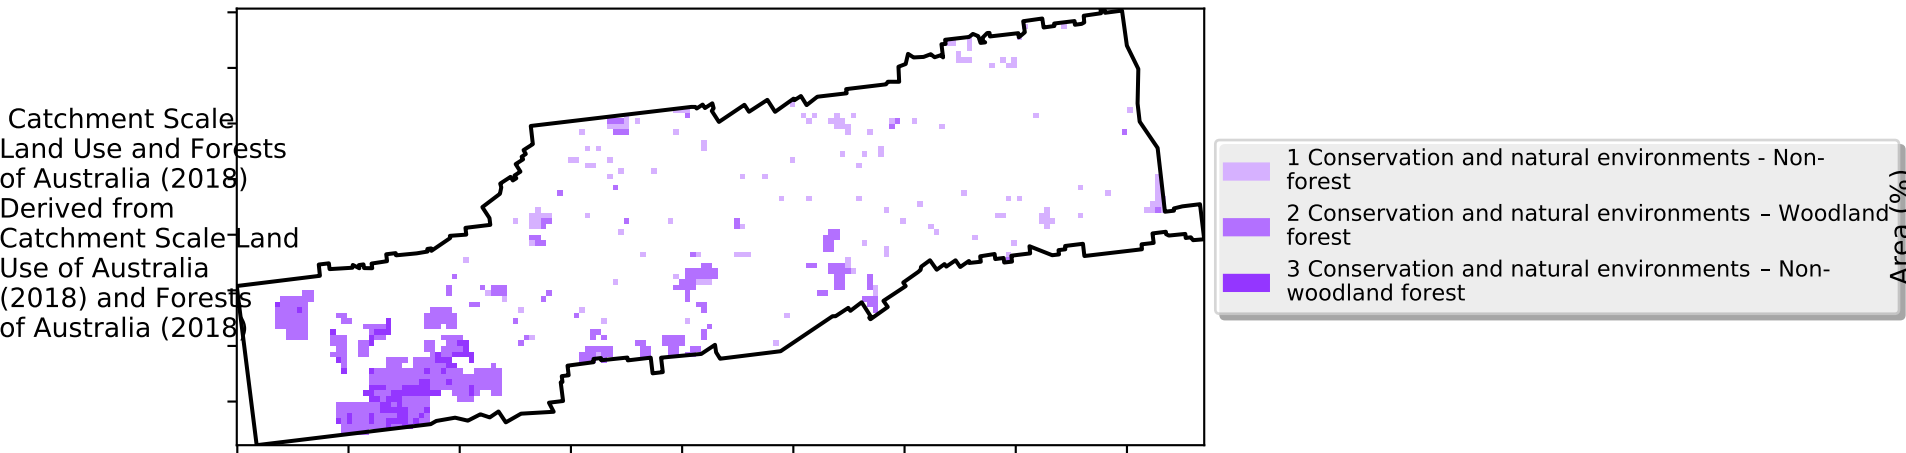 Catchment Scale
Land Use and Forests
of Australia (2018)
Derived from
Catchment Scale Land
Use of Australia
(2018) and Forests
of Australia (2018)
1 Conservation and natural environments - Non-
forest
2 Conservation and natural environments – Woodland
forest
3 Conservation and natural environments – Non-
woodland forest
Area (%)